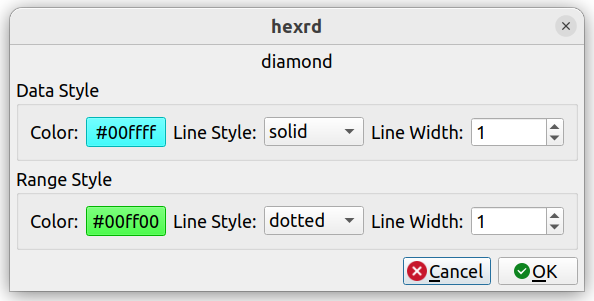 hexrd
diamond
Data Style
Color: #00ffff Line Style: solid Line Width: 1
Range Style
Color: #00ff00 Line Style: dotted Line Width: 1
Cancel OK